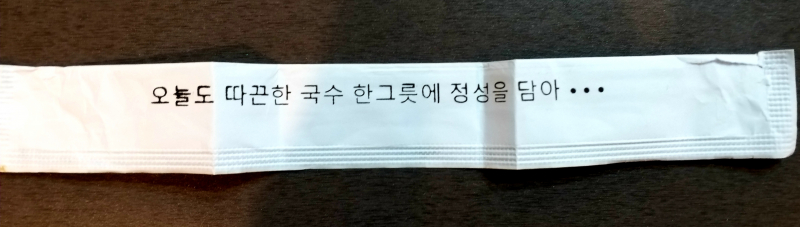 오늘도 따끈한 국수 한그릇에 정성을 담아 •••